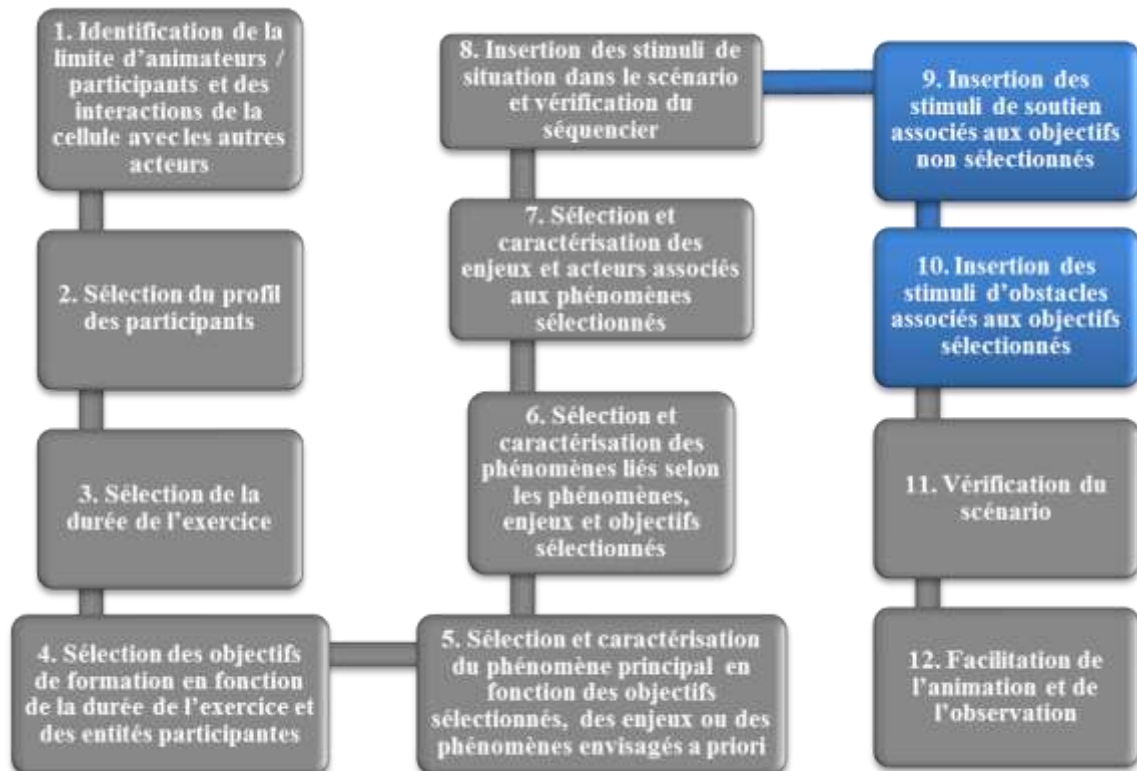 1. Identification de la
limite d’animateurs /
participants et des
interactions de la
cellule avec les autres
acteurs
2. Sélection du profil
des participants
3. Sélection de la
durée de l’exercice
4. Sélection des objectifs
de formation en fonction
de la durée de l’exercice et
des entités participantes
5. Sélection et caractérisation
du phénomène principal en
fonction des objectifs
sélectionnés, des enjeux ou des
phénomènes envisagés a priori
6. Sélection et
caractérisation des
phénomènes liés selon
les phénomènes,
enjeux et objectifs
sélectionnés
7. Sélection et
caractérisation des
enjeux et acteurs associés
aux phénomènes
sélectionnés
8. Insertion des stimuli de
situation dans le scénario
et vérification du
séquencier
9. Insertion des
stimuli de soutien
associés aux objectifs
non sélectionnés
10. Insertion des
stimuli d’obstacles
associés aux objectifs
sélectionnés
11. Vérification du
scénario
12. Facilitation de
l’animation et de
l’observation